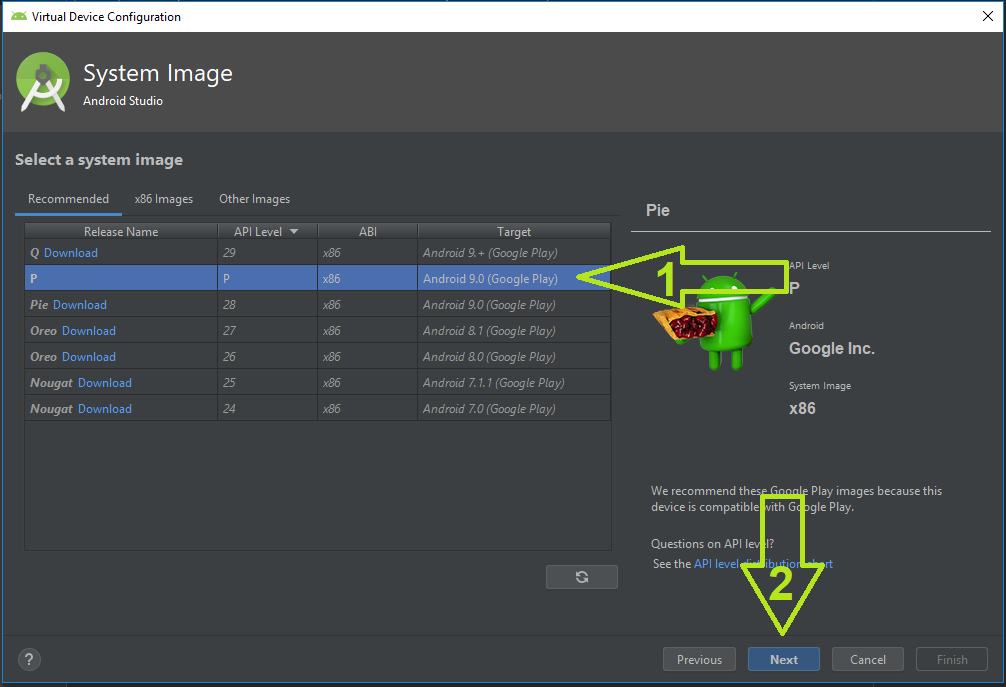 Virtual Device Configuration
System Image
Android Studio
Select a system image
Recommended x86 Images Other Images
Release Name API Level ABI Target
Q Download 29 x86 Android 9.+ (Google Play)
P P x86 Android 9.0 (Google Play)
Pie Download 28 x86 Android 9.0 (Google Play)
Oreo Download 27 x86 Android 8.1 (Google Play)
Oreo Download 26 x86 Android 8.0 (Google Play)
Nougat Download 25 x86 Android 7.1.1 (Google Play)
Nougat Download 24 x86 Android 7.0 (Google Play)
1
Pie
API Level
P
Android
Google Inc.
System Image
x86
We recommend these Google Play images because this
device is compatible with Google Play.
Questions on API level?
See the API level distribution chart
2
? Previous Next Cancel Finish